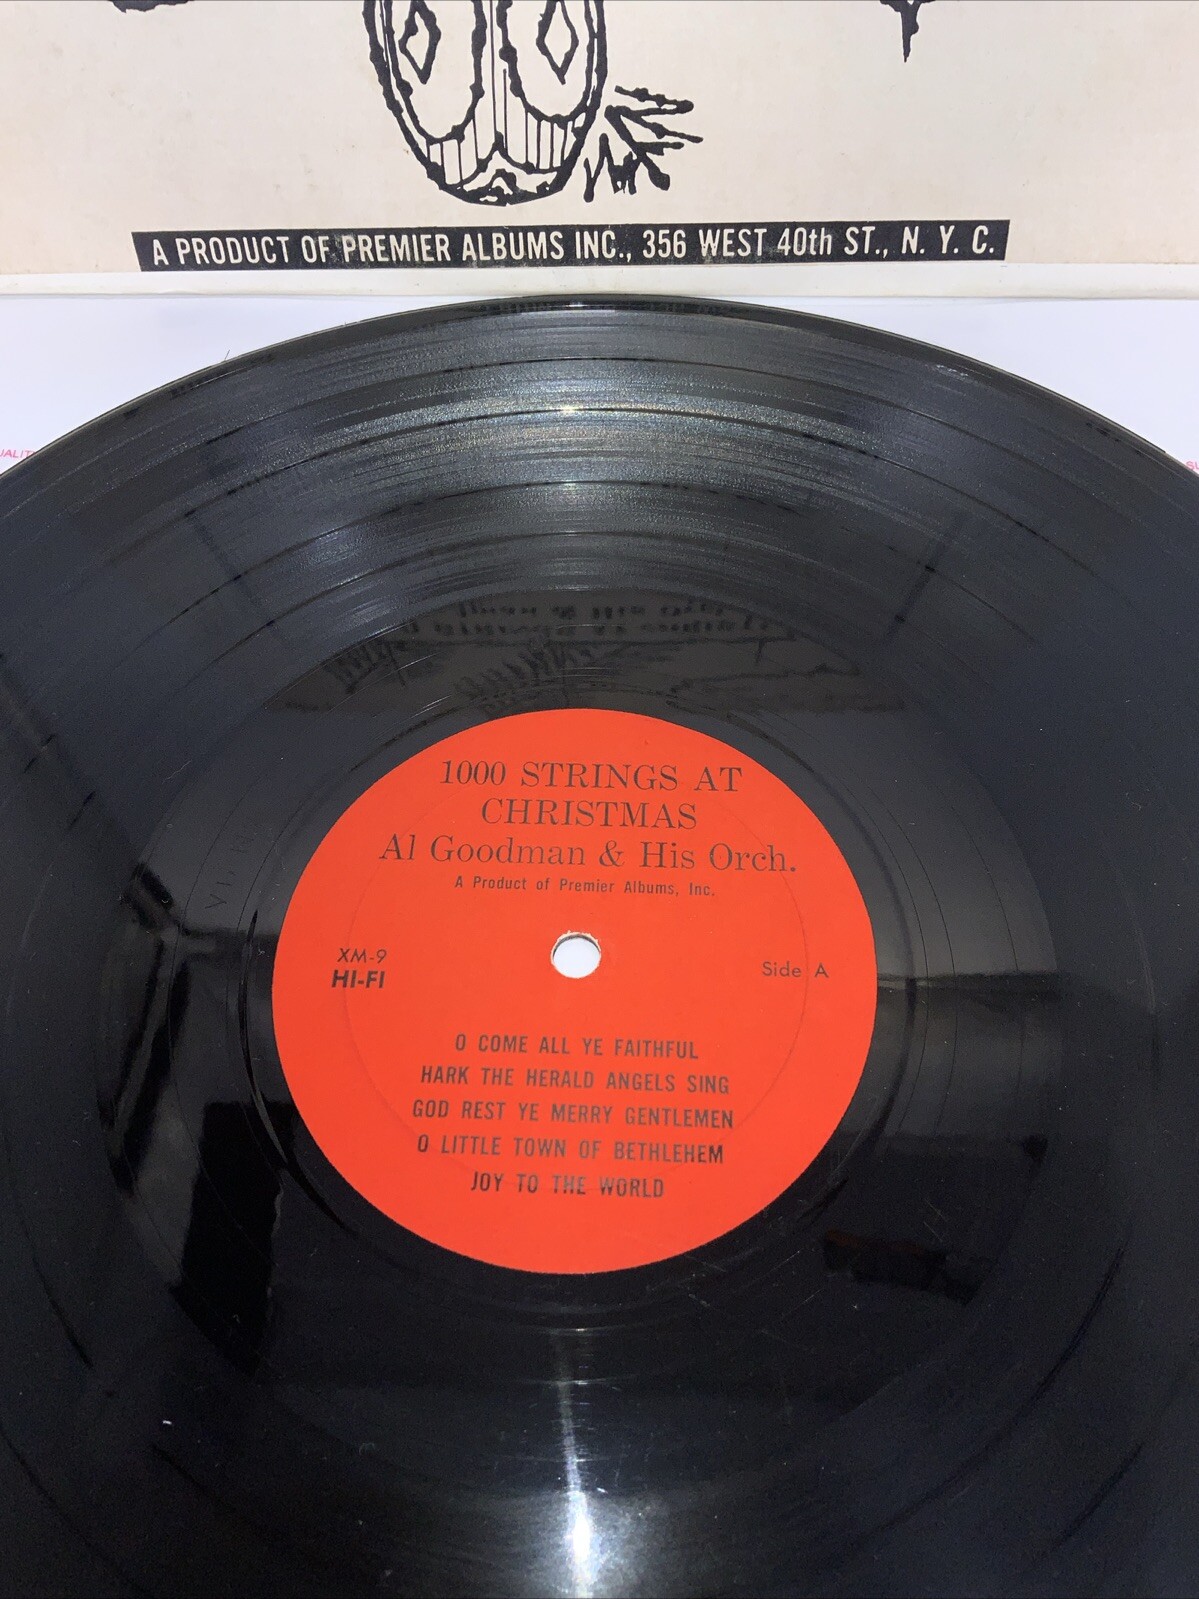 A PRODUCT OF PREMIER ALBUMS INC., 356 WEST 40th ST., N. Y. C.
1000 STRINGS AT
CHRISTMAS
Al Goodman & His Orch.
A Product of Premier Albums, Inc.
XM-9
HI-FI
Side A
O COME ALL YE FAITHFUL
HARK THE HERALD ANGELS SING
GOD REST YE MERRY GENTLEMEN
O LITTLE TOWN OF BETHLEHEM
JOY TO THE WORLD